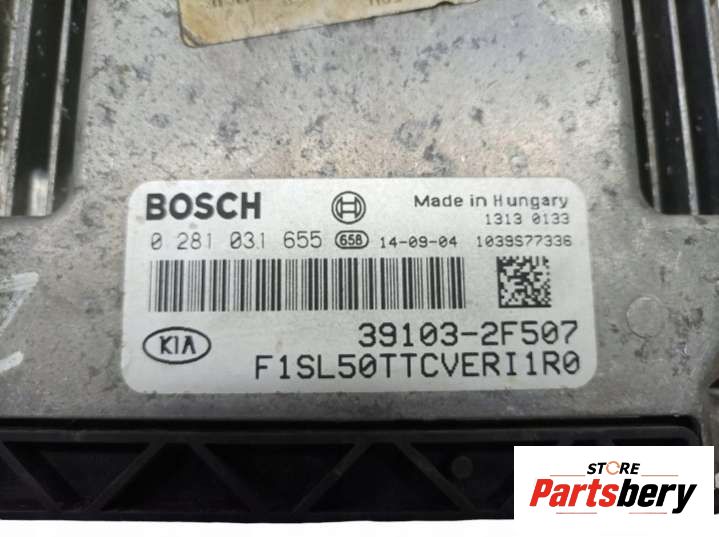 BOSCH Made in Hungary
1313 0133
0 281 031 655 658 14-09-04 1039S77336
39103-2F507
KIA
F1SL50TTCVERI1R0
STORE
Partsbery